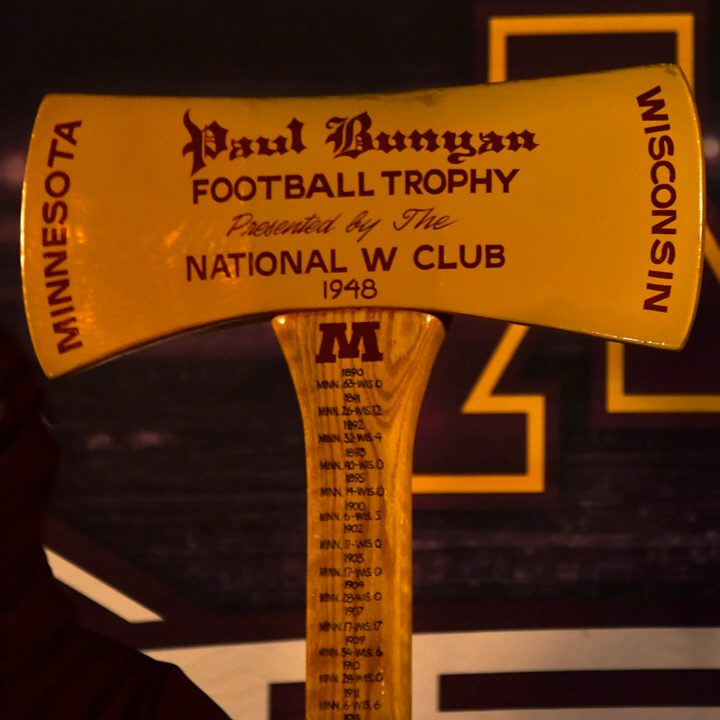 MINNESOTA
Paul Bunyan
FOOTBALL TROPHY
Presented by The
NATIONAL W CLUB
1948
WISCONSIN
M
1890
MINN. 63-WIS. 0
1891
MINN. 26-WIS. 12
1892
MINN. 32-WIS. 4
1893
MINN. 40-WIS. 0
1895
MINN. 14-WIS. 0
1900
MINN. 6-WIS. 5
1902
MINN. 11-WIS. 0
1903
MINN. 17-WIS. 0
1904
MINN. 28-WIS. 0
1907
MINN. 17-WIS. 17
1909
MINN. 34-WIS. 6
1910
MINN. 28-WIS. 0
1911
MINN. 6-WIS. 6